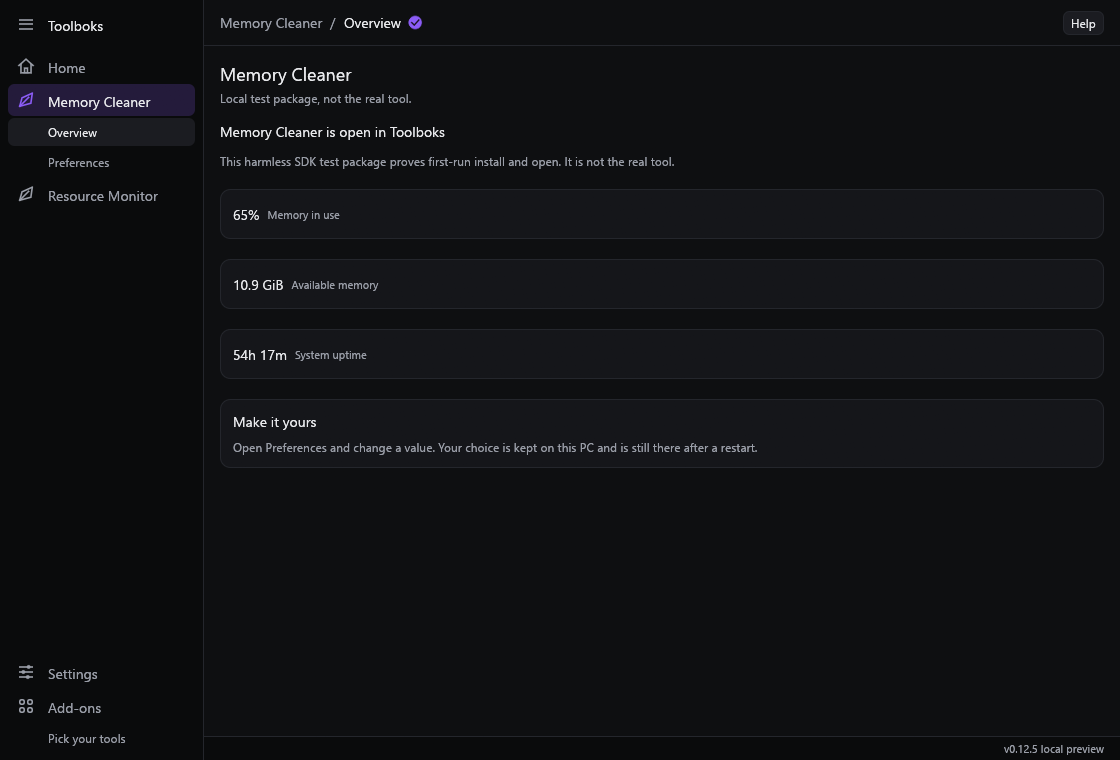 Toolboks
Home
Memory Cleaner
Overview
Preferences
Resource Monitor
Settings
Add-ons
Pick your tools
Memory Cleaner / Overview
Help
Memory Cleaner
Local test package, not the real tool.
Memory Cleaner is open in Toolboks
This harmless SDK test package proves first-run install and open. It is not the real tool.
65% Memory in use
10.9 GiB Available memory
54h 17m System uptime
Make it yours
Open Preferences and change a value. Your choice is kept on this PC and is still there after a restart.
v0.12.5 local preview